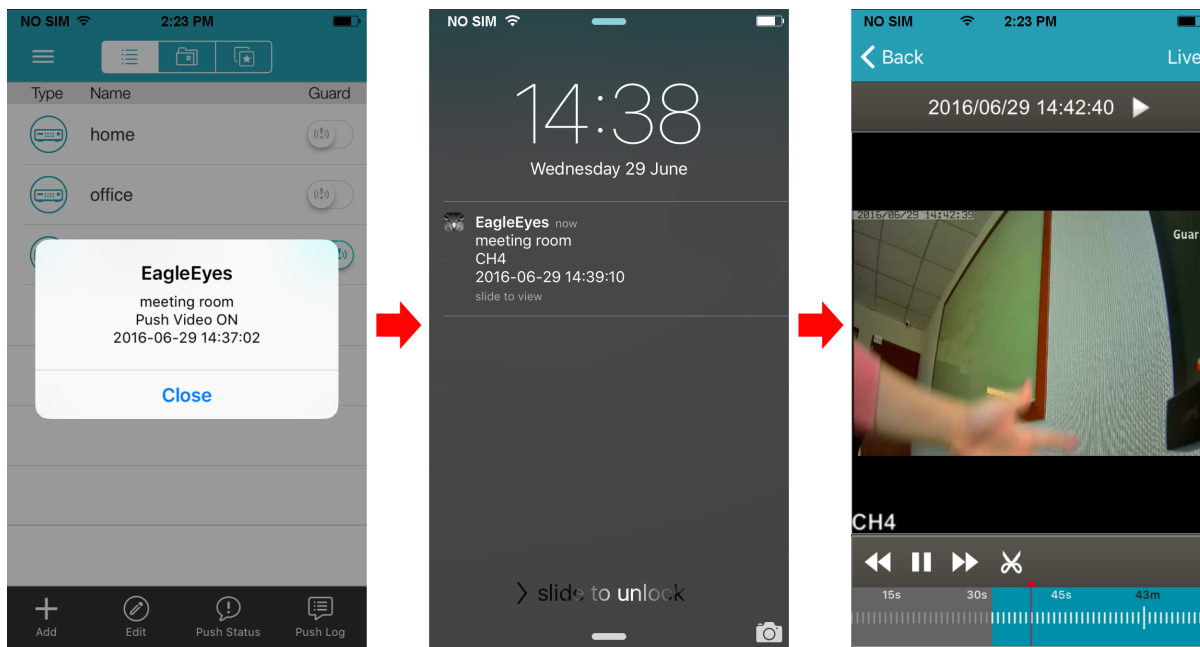 NO SIM 2:23 PM
Type Name Guard
home
office
EagleEyes
meeting room
Push Video ON
2016-06-29 14:37:02
Close
Add Edit Push Status Push Log
NO SIM
14:38
Wednesday 29 June
EagleEyes now
meeting room
CH4
2016-06-29 14:39:10
slide to view
slide to unlock
NO SIM 2:23 PM
Back Live
2016/06/29 14:42:40
2016/06/29 14:42:39
Guar
CH4
15s 30s 45s 43m